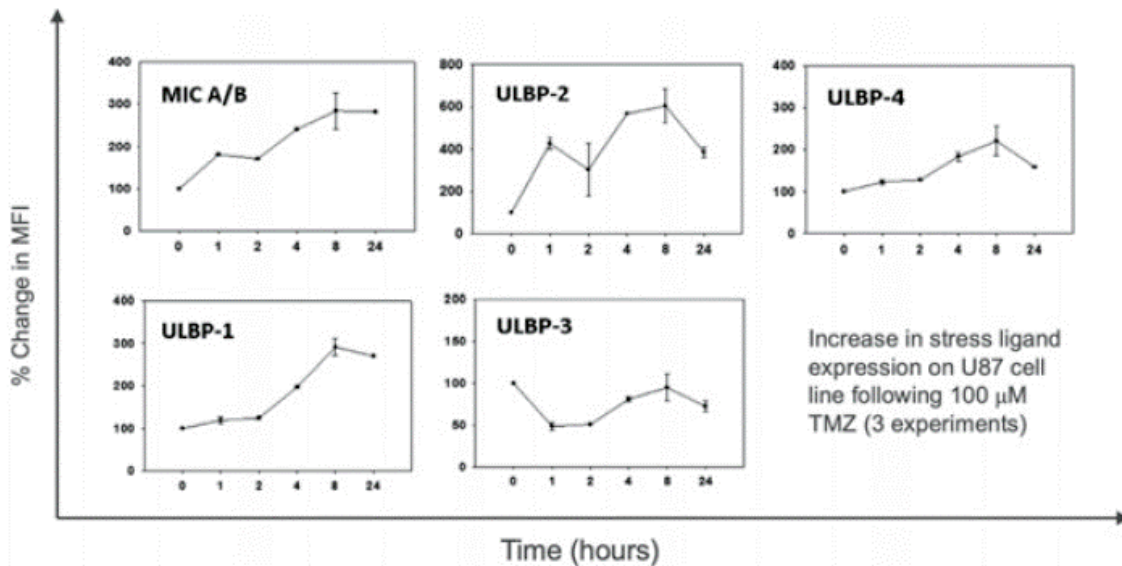 % Change in MFI
MIC A/B
400
300
200
100
0
0 1 2 4 8 24
ULBP-2
800
600
400
200
0
0 1 2 4 8 24
ULBP-4
400
300
200
100
0
0 1 2 4 8 24
ULBP-1
400
300
200
100
0
0 1 2 4 8 24
ULBP-3
200
150
100
50
0
0 1 2 4 8 24
Increase in stress ligand
expression on U87 cell
line following 100 μM
TMZ (3 experiments)
Time (hours)